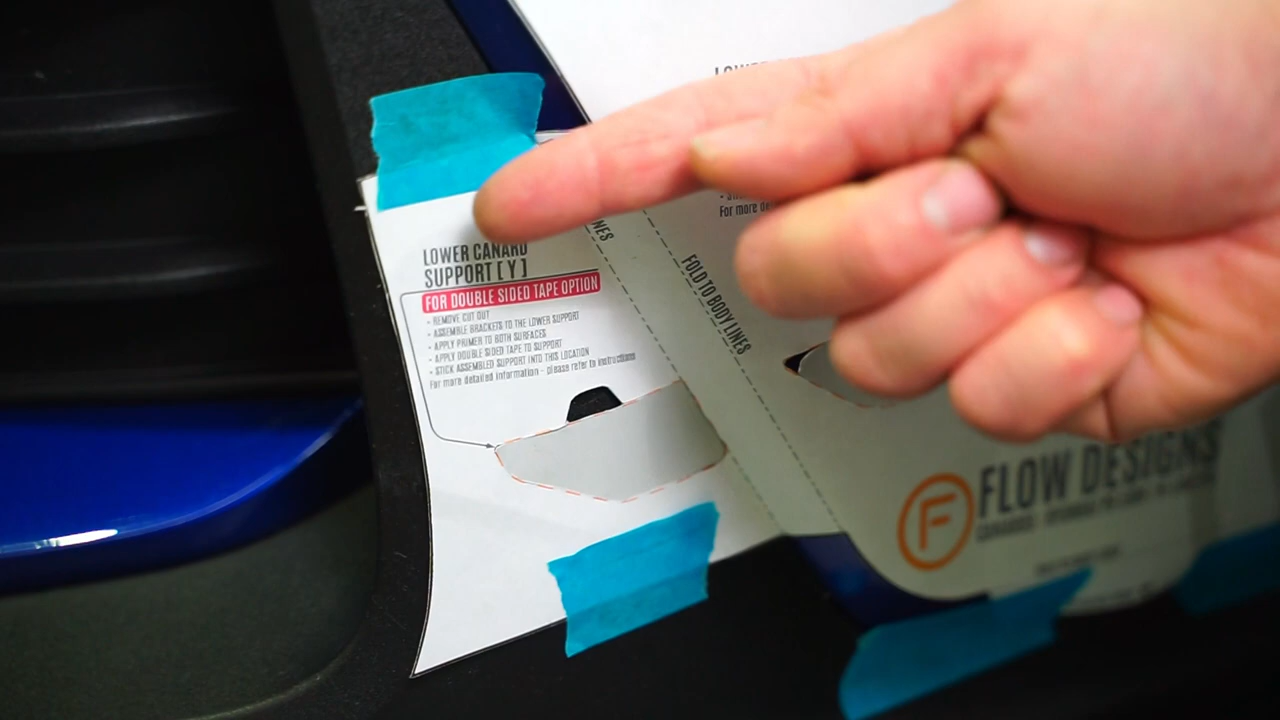 LOWER
For more de
LOWER CANARD
SUPPORT [ Y ]
FOR DOUBLE SIDED TAPE OPTION
- REMOVE CUT OUT
- ASSEMBLE BRACKETS TO THE LOWER SUPPORT
- APPLY PRIMER TO BOTH SURFACES
- APPLY DOUBLE SIDED TAPE TO SUPPORT
- STICK ASSEMBLED SUPPORT INTO THIS LOCATION
For more detailed information - please refer to instructions
NES
FOLD TO BODY LINES
F
FLOW DESIGNS